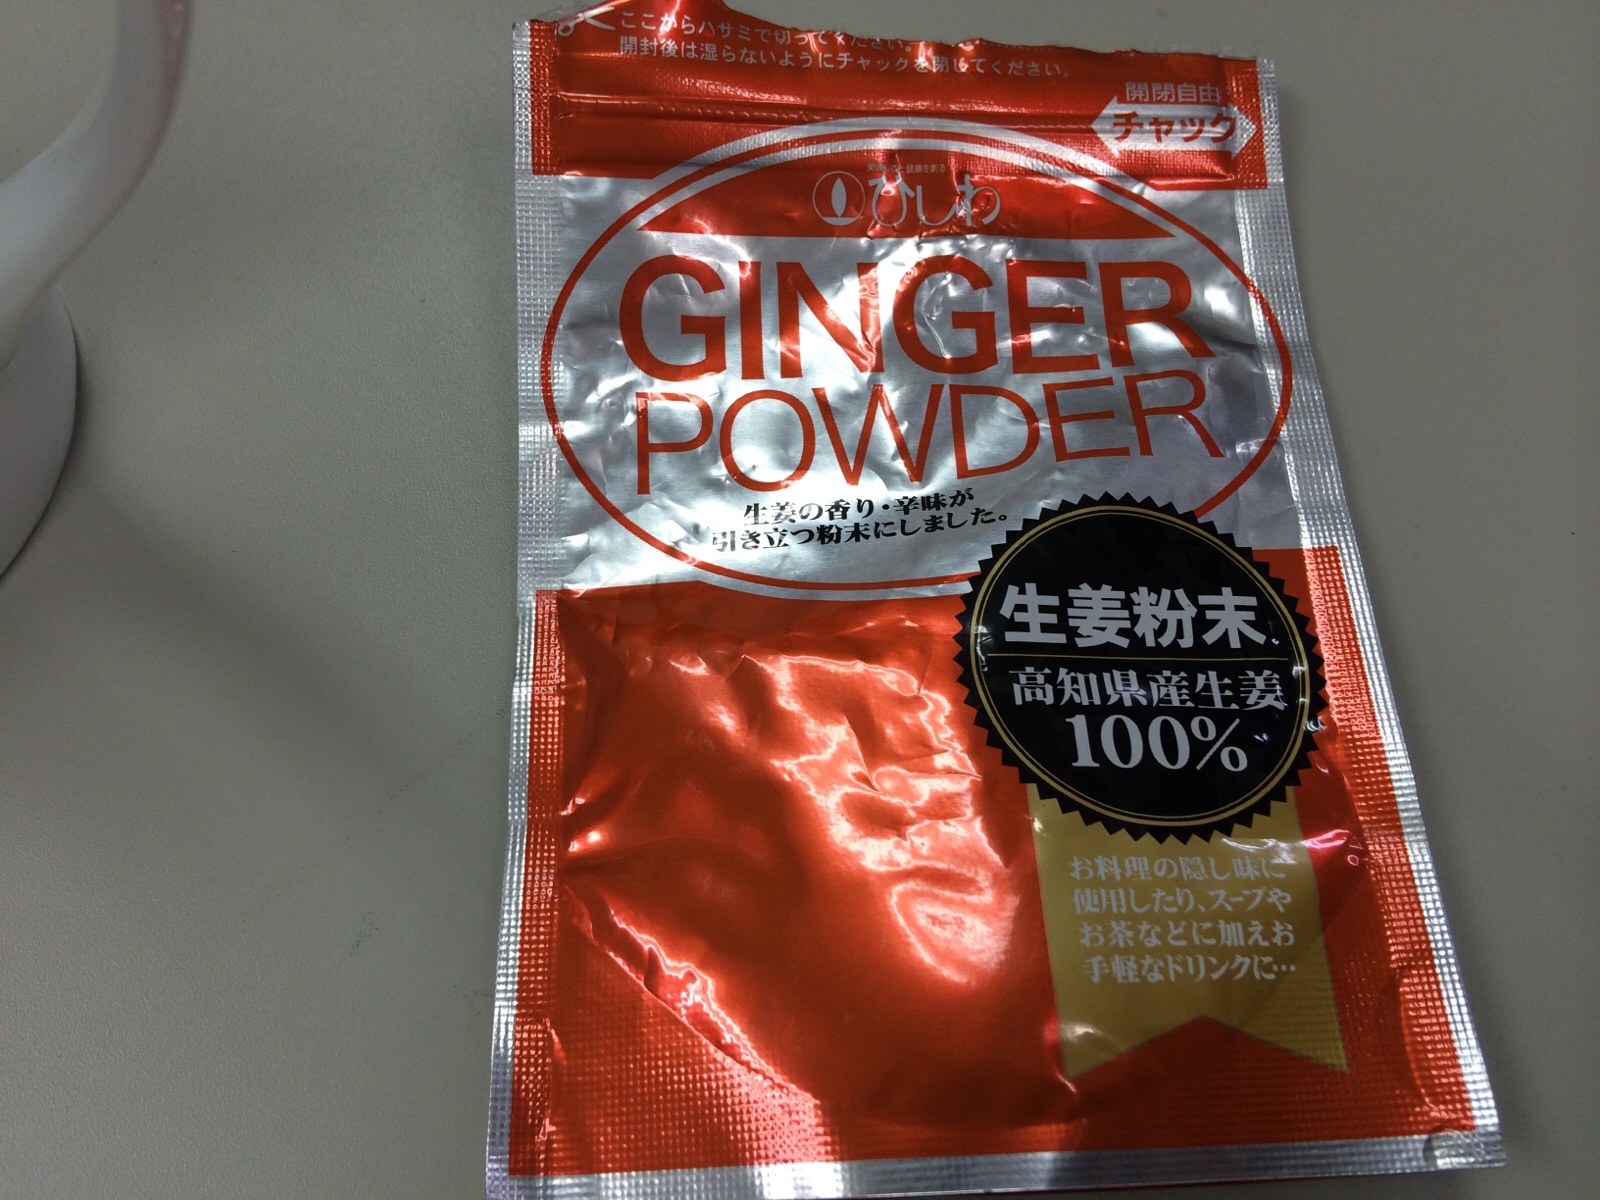 ここからハサミで切ってください。
開封後は湿らないようにチャックを閉じてください。
開閉自由
チャック
ひしわ
GINGER
POWDER
生姜の香り・辛味が
引き立つ粉末にしました。
生姜粉末
高知県産生姜
100%
お料理の隠し味に
使用したり、スープや
お茶などに加えお
手軽なドリンクに…